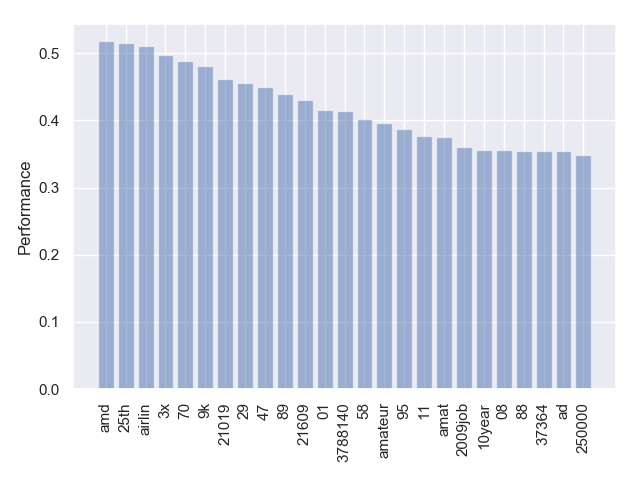 0.5
0.4
0.3
0.2
0.1
0.0
Performance
amd
25th
airlin
3x
70
9k
21019
29
47
89
21609
01
3788140
58
amateur
95
11
amat
2009job
10year
08
88
37364
ad
250000